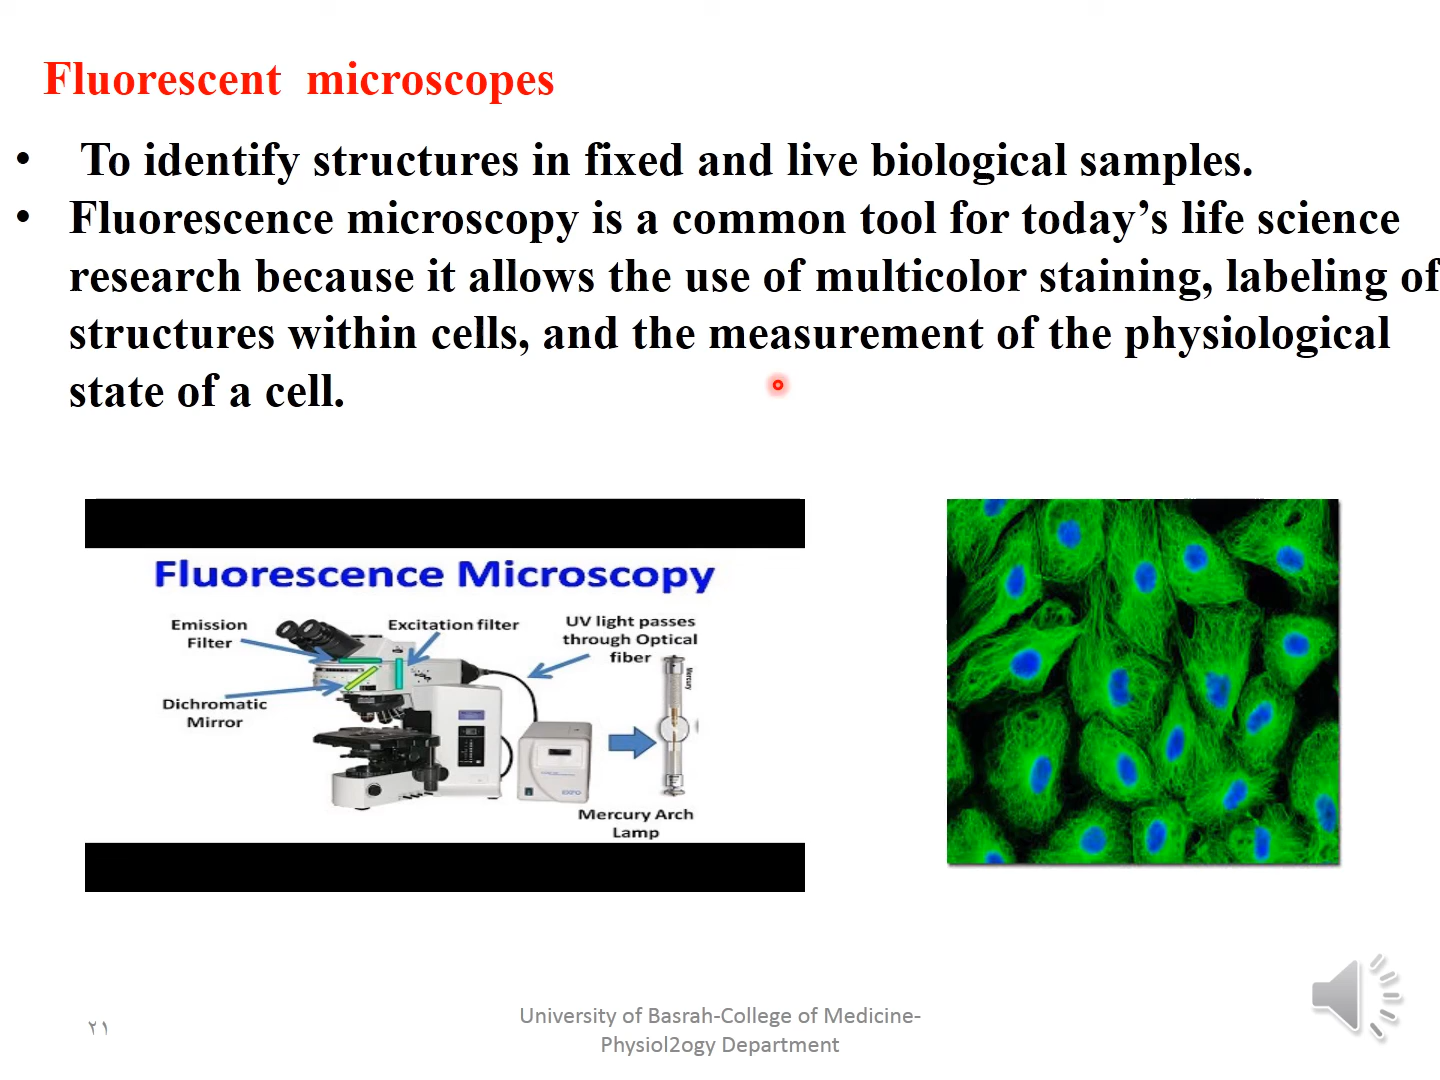 Fluorescent microscopes
• To identify structures in fixed and live biological samples.
• Fluorescence microscopy is a common tool for today’s life science
research because it allows the use of multicolor staining, labeling of
structures within cells, and the measurement of the physiological
state of a cell.
Fluorescence Microscopy
Emission
Filter
Excitation filter
UV light passes
through Optical
fiber
Mercury
Dichromatic
Mirror
EXFO
Mercury Arch
Lamp
٢١
University of Basrah-College of Medicine-
Physiol2ogy Department